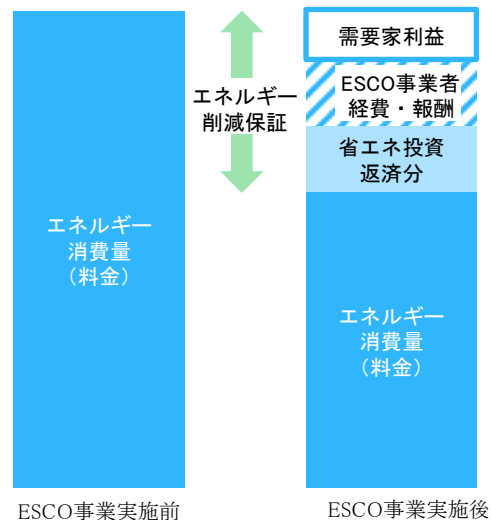 エネルギー
消費量
（料金）
ESCO事業実施前
エネルギー
削減保証
需要家利益
ESCO事業者
経費・報酬
省エネ投資
返済分
エネルギー
消費量
（料金）
ESCO事業実施後